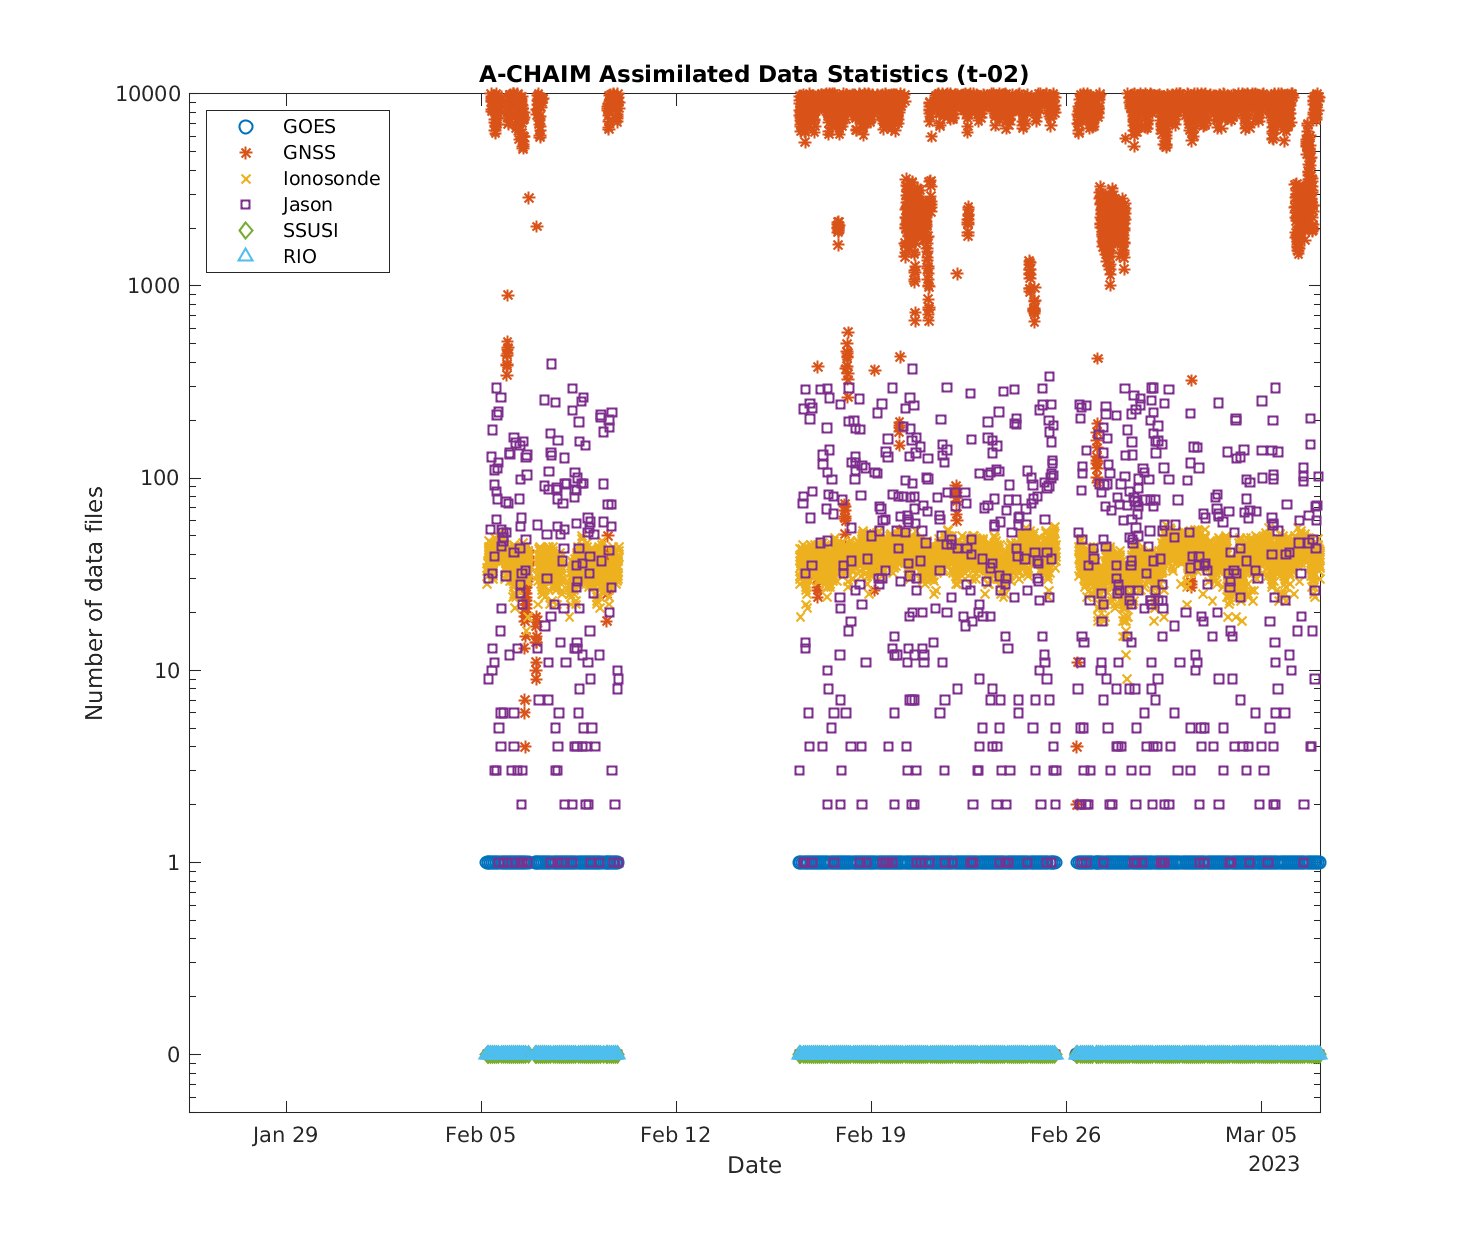 A-CHAIM Assimilated Data Statistics (t-02)
10000
1000
100
10
1
0
Number of data files
GOES
GNSS
Ionosonde
Jason
SSUSI
RIO
Jan 29
Feb 05
Feb 12
Feb 19
Feb 26
Mar 05
Date
2023